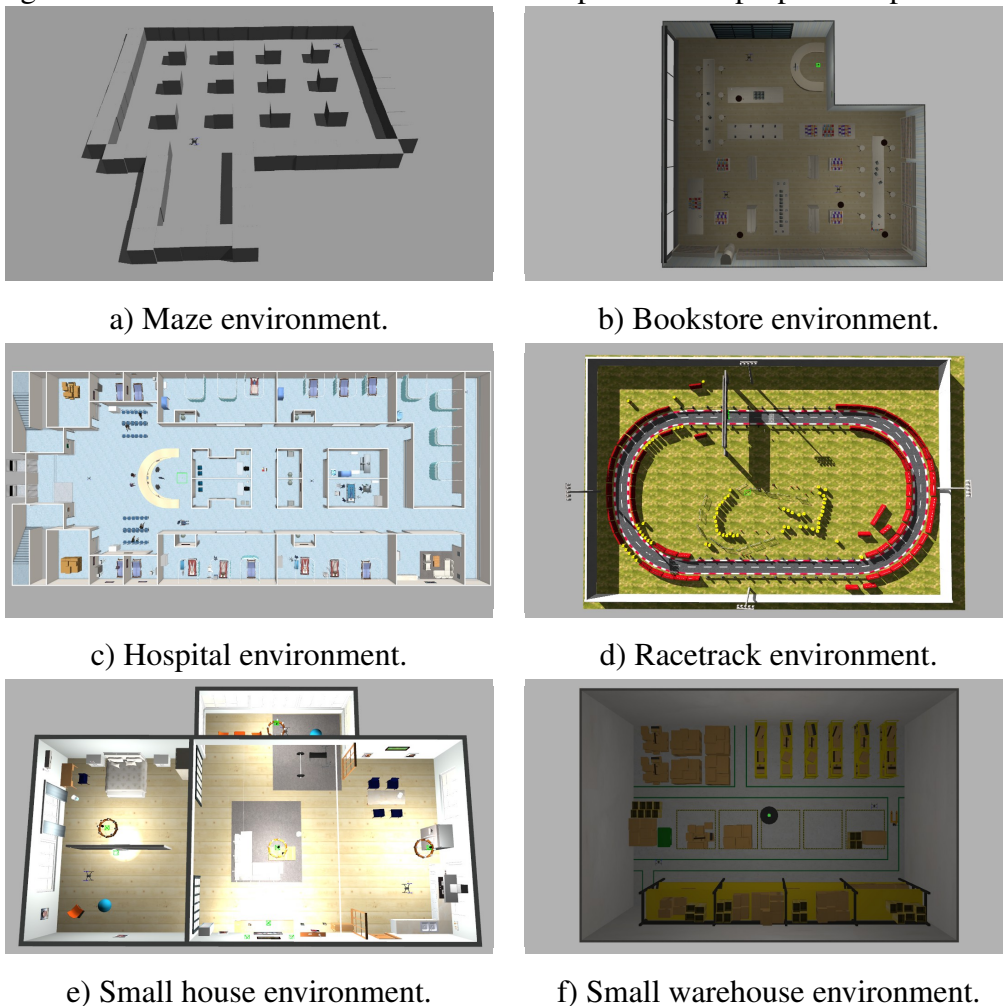 a) Maze environment.
b) Bookstore environment.
c) Hospital environment.
d) Racetrack environment.
e) Small house environment.
f) Small warehouse environment.